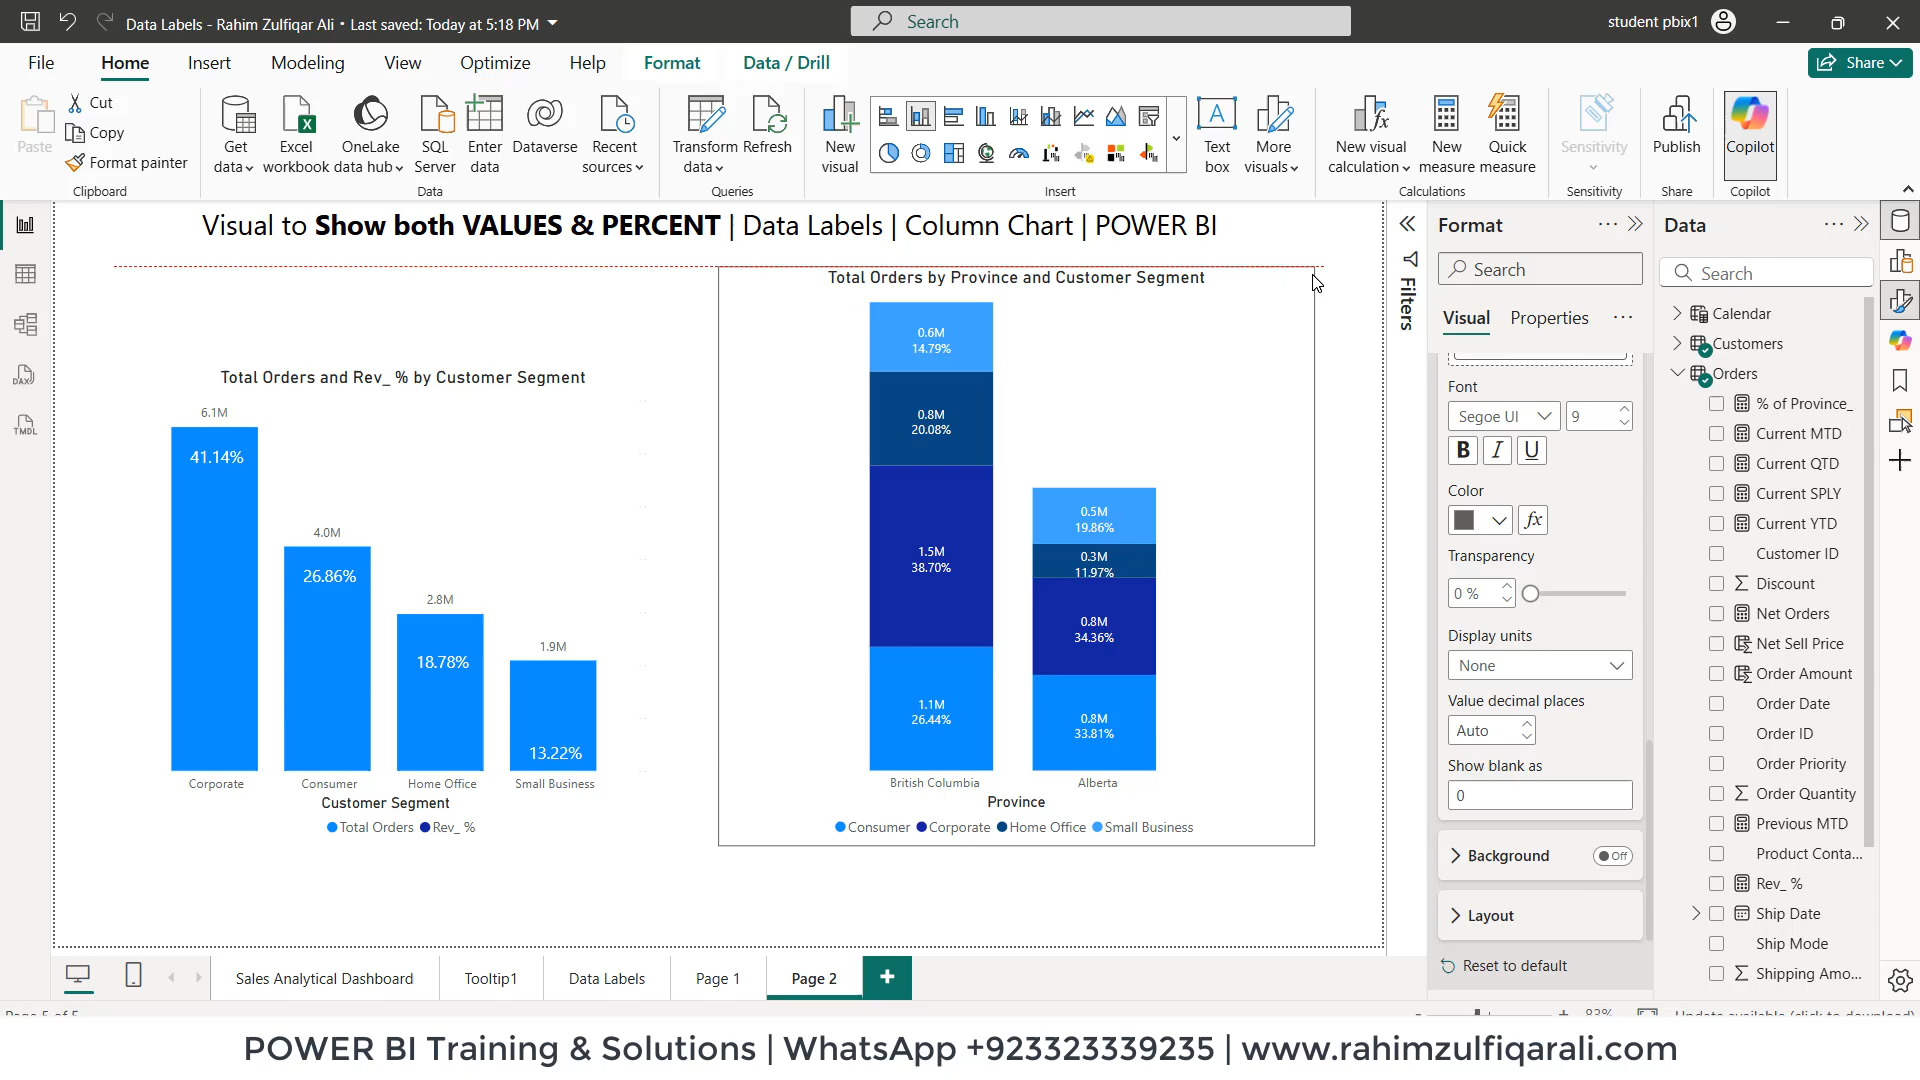 Data Labels - Rahim Zulfiqar Ali • Last saved: Today at 5:18 PM
Search
student pbix1
File Home Insert Modeling View Optimize Help Format Data / Drill
Share
Paste
Cut
Copy
Format painter
Clipboard
Get data
Excel workbook
OneLake data hub
SQL Server
Enter data
Dataverse
Recent sources
Data
Transform data
Refresh
Queries
New visual
Text box
More visuals
Insert
New visual calculation
New measure
Quick measure
Calculations
Sensitivity
Sensitivity
Publish
Share
Copilot
Copilot
Visual to Show both VALUES & PERCENT | Data Labels | Column Chart | POWER BI
Total Orders and Rev_ % by Customer Segment
6.1M
41.14%
4.0M
26.86%
2.8M
18.78%
1.9M
13.22%
Corporate Consumer Home Office Small Business
Customer Segment
Total Orders Rev_ %
Total Orders by Province and Customer Segment
0.6M
14.79%
0.8M
20.08%
1.5M
38.70%
1.1M
26.44%
0.5M
19.86%
0.3M
11.97%
0.8M
34.36%
0.8M
33.81%
British Columbia Alberta
Province
Consumer Corporate Home Office Small Business
Filters
Format
Search
Visual Properties
Font
Segoe UI 9
B I U
Color
fx
Transparency
0 %
Display units
None
Value decimal places
Auto
Show blank as
0
Background Off
Layout
Reset to default
Data
Search
Calendar
Customers
Orders
% of Province_
Current MTD
Current QTD
Current SPLY
Current YTD
Customer ID
Discount
Net Orders
Net Sell Price
Order Amount
Order Date
Order ID
Order Priority
Order Quantity
Previous MTD
Product Conta...
Rev_ %
Ship Date
Ship Mode
Shipping Amo...
DAX
TMDL
Sales Analytical Dashboard Tooltip1 Data Labels Page 1 Page 2
Page 5 of 5
83%
Update available (click to download)
POWER BI Training & Solutions | WhatsApp +923323339235 | www.rahimzulfiqarali.com